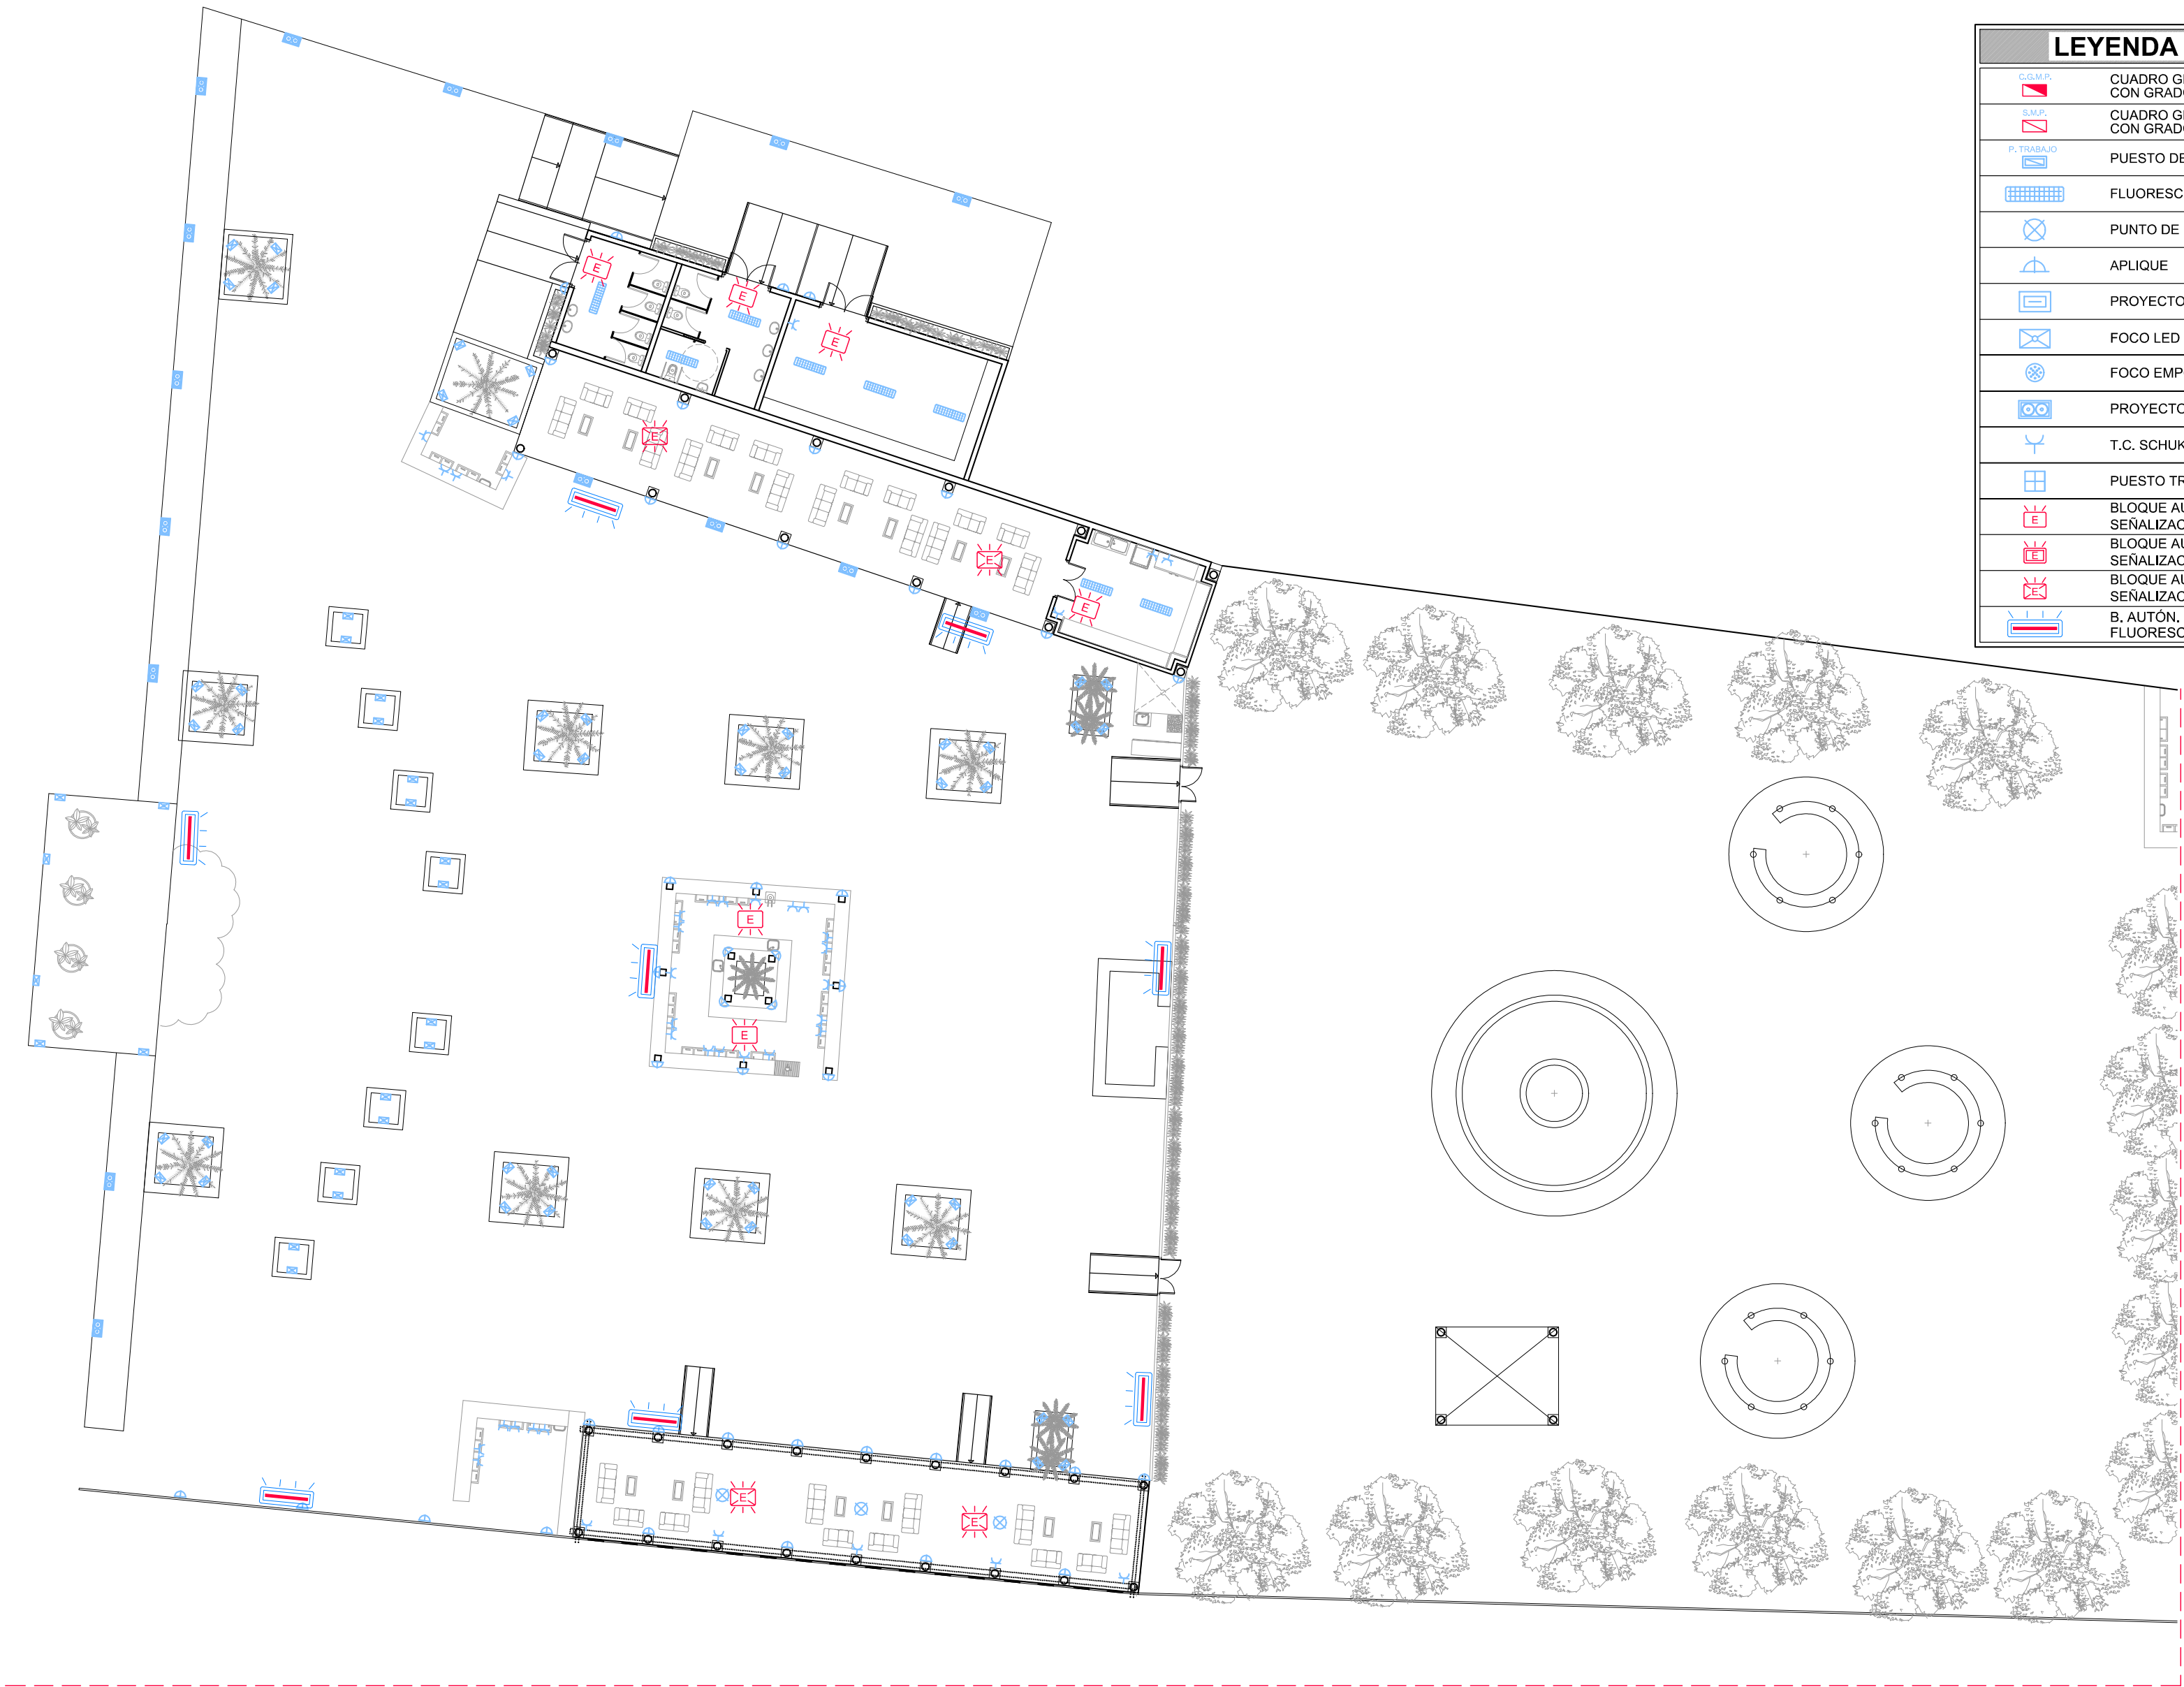 LEYENDA
C.G.M.P.
CUADRO G
CON GRAD
S.M.P.
CUADRO G
CON GRAD
P. TRABAJO
PUESTO DE
FLUORESC
PUNTO DE
APLIQUE
PROYECTO
FOCO LED
FOCO EMP
PROYECTO
T.C. SCHUK
PUESTO TR
E
BLOQUE AU
SEÑALIZAC
E
BLOQUE AU
SEÑALIZAC
E
BLOQUE AU
SEÑALIZAC
B. AUTÓN.
FLUORESC
E
E
E
E
E
E
E
E
E
E